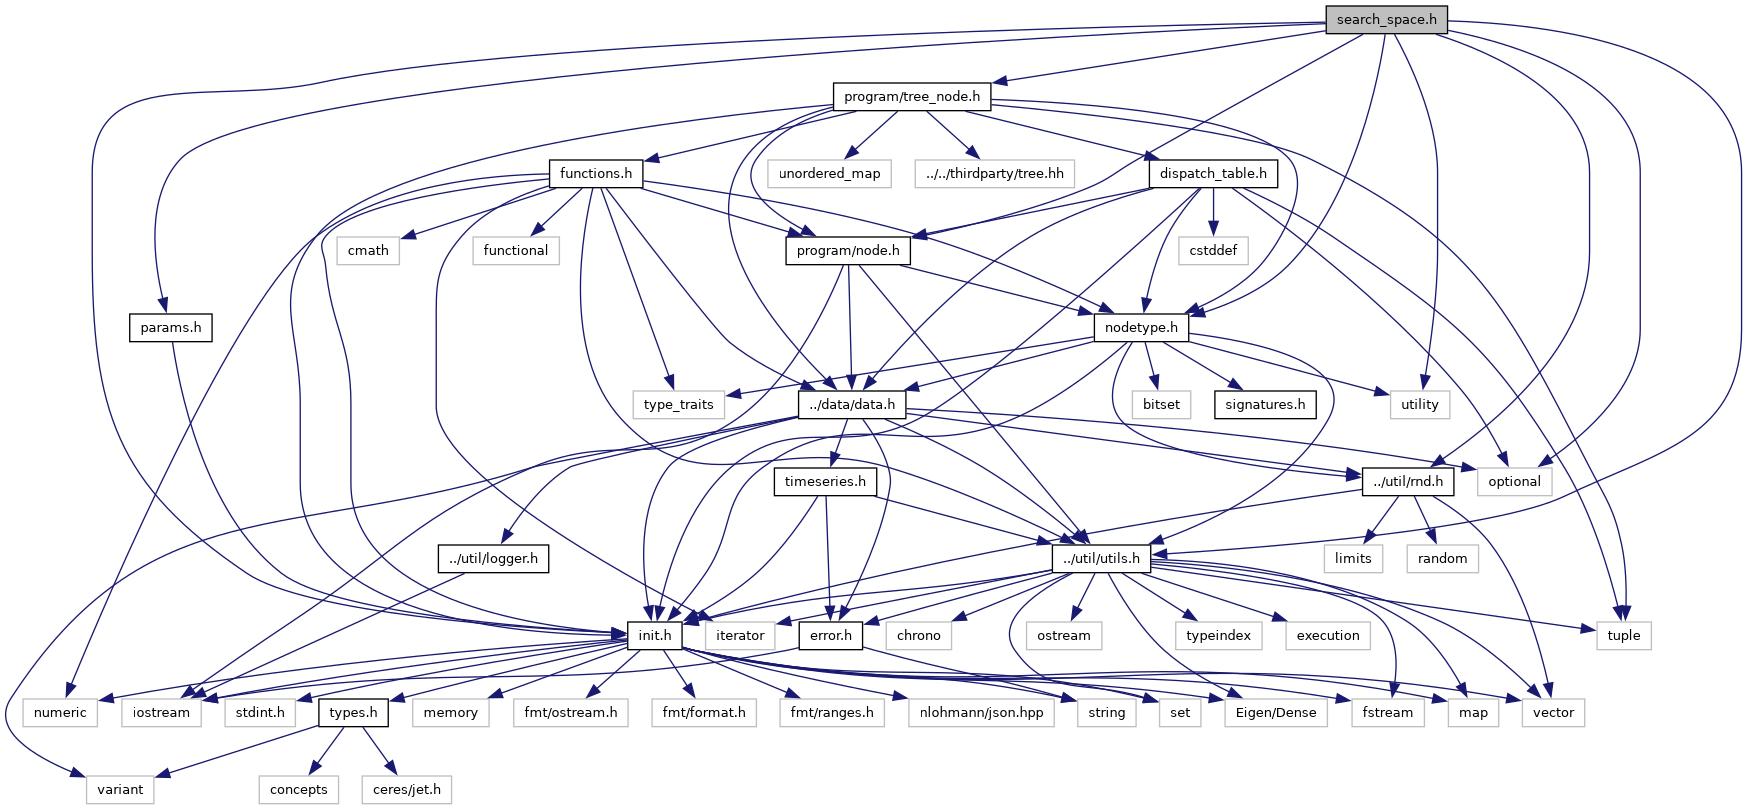 search_space.h
program/tree_node.h
functions.h
unordered_map
../../thirdparty/tree.hh
dispatch_table.h
cmath
functional
program/node.h
cstddef
params.h
nodetype.h
type_traits
../data/data.h
bitset
signatures.h
utility
timeseries.h
../util/rnd.h
optional
../util/logger.h
../util/utils.h
limits
random
init.h
iterator
error.h
chrono
ostream
typeindex
execution
tuple
numeric
iostream
stdint.h
types.h
memory
fmt/ostream.h
fmt/format.h
fmt/ranges.h
nlohmann/json.hpp
string
set
Eigen/Dense
fstream
map
vector
variant
concepts
ceres/jet.h